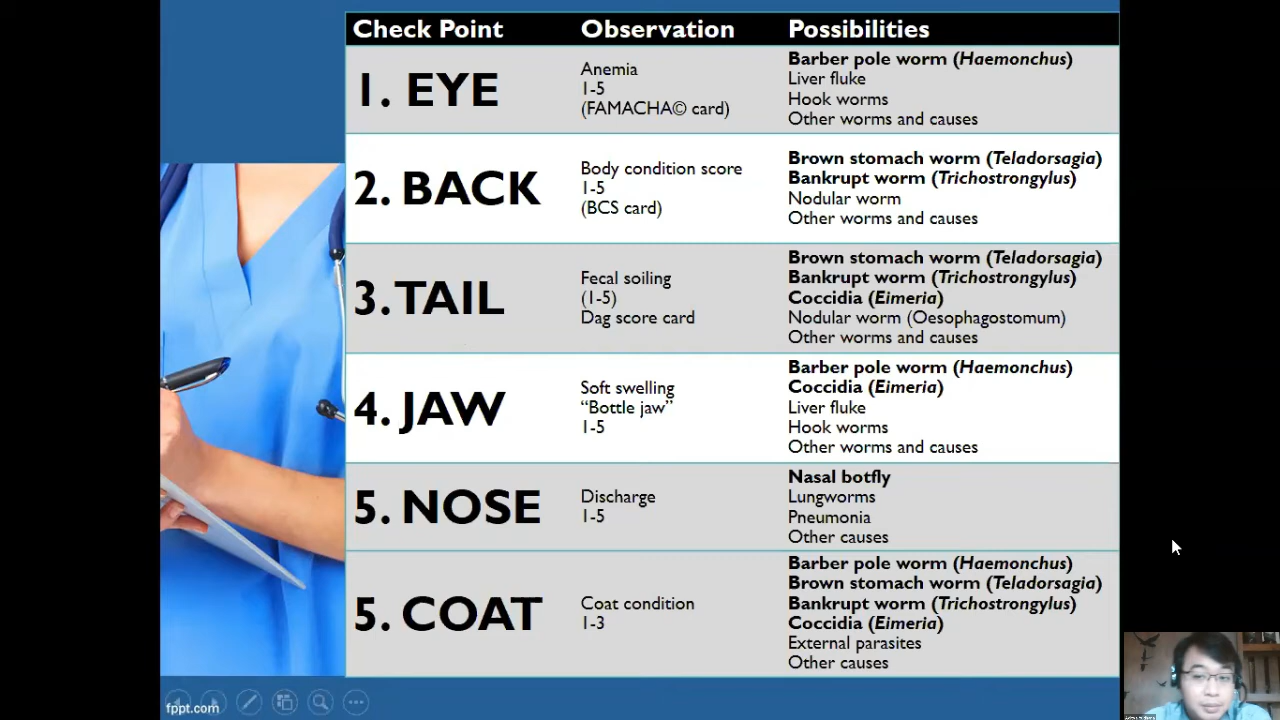 Check Point Observation Possibilities
1. EYE
Anemia
1-5
(FAMACHA© card)
Barber pole worm (Haemonchus)
Liver fluke
Hook worms
Other worms and causes
2. BACK
Body condition score
1-5
(BCS card)
Brown stomach worm (Teladorsagia)
Bankrupt worm (Trichostrongylus)
Nodular worm
Other worms and causes
3. TAIL
Fecal soiling
(1-5)
Dag score card
Brown stomach worm (Teladorsagia)
Bankrupt worm (Trichostrongylus)
Coccidia (Eimeria)
Nodular worm (Oesophagostomum)
Other worms and causes
4. JAW
Soft swelling
“Bottle jaw”
1-5
Barber pole worm (Haemonchus)
Coccidia (Eimeria)
Liver fluke
Hook worms
Other worms and causes
5. NOSE
Discharge
1-5
Nasal botfly
Lungworms
Pneumonia
Other causes
5. COAT
Coat condition
1-3
Barber pole worm (Haemonchus)
Brown stomach worm (Teladorsagia)
Bankrupt worm (Trichostrongylus)
Coccidia (Eimeria)
External parasites
Other causes
fppt.com